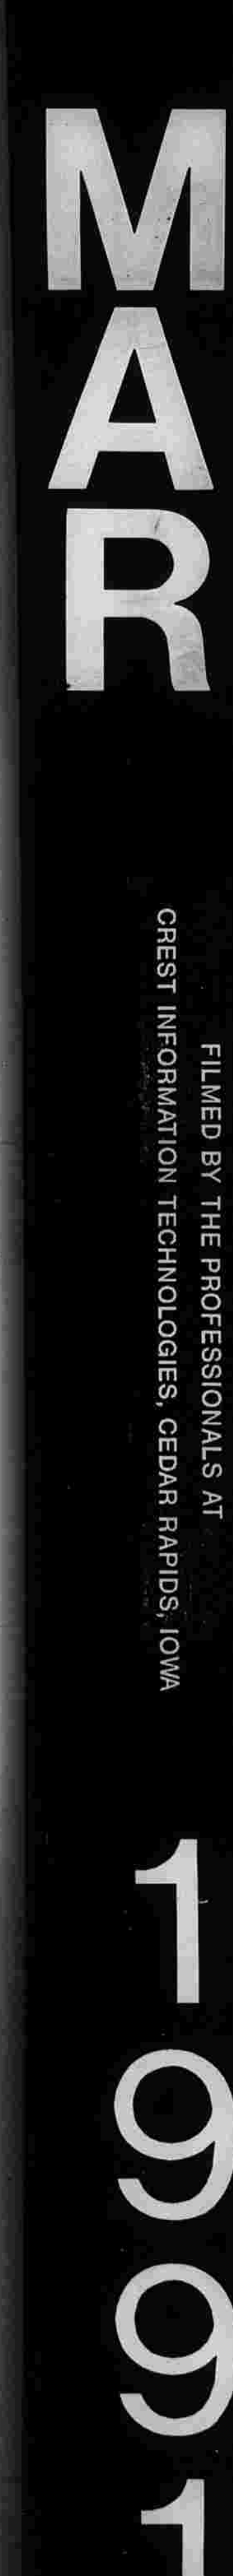 MAR
FILMED BY THE PROFESSIONALS AT
CREST INFORMATION TECHNOLOGIES, CEDAR RAPIDS, IOWA
1991